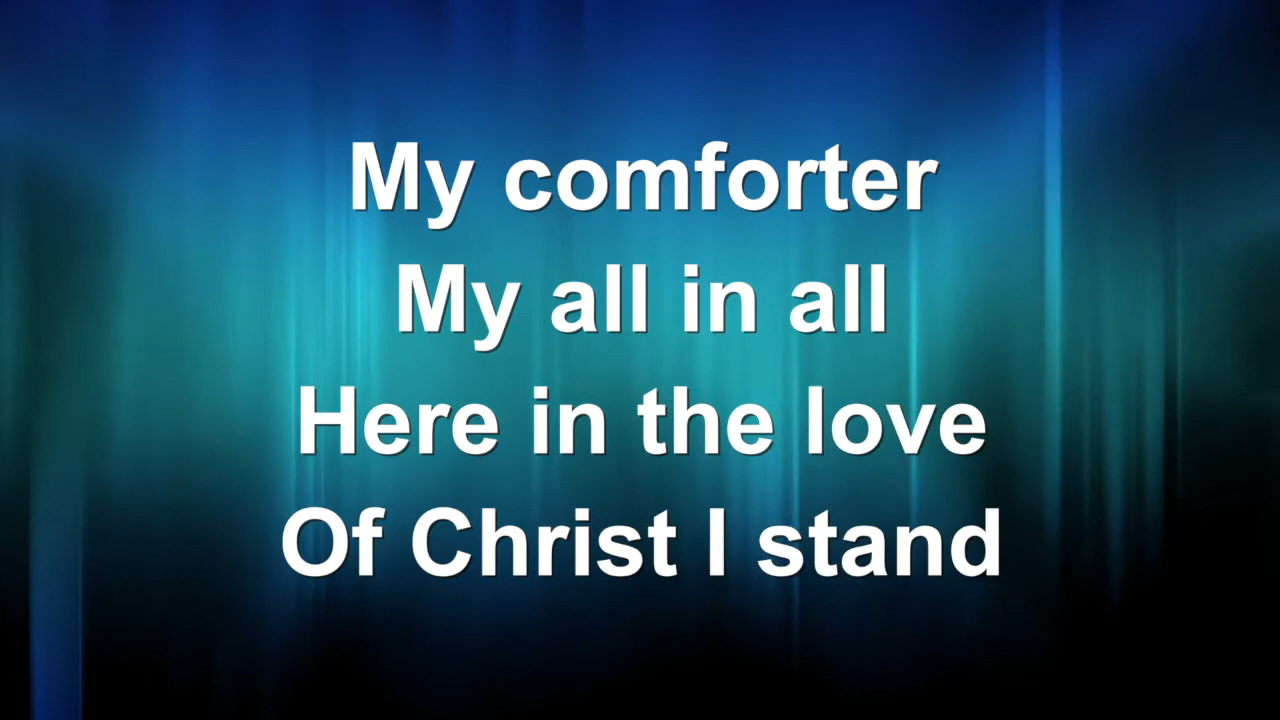 My comforter
My all in all
Here in the love
Of Christ I stand